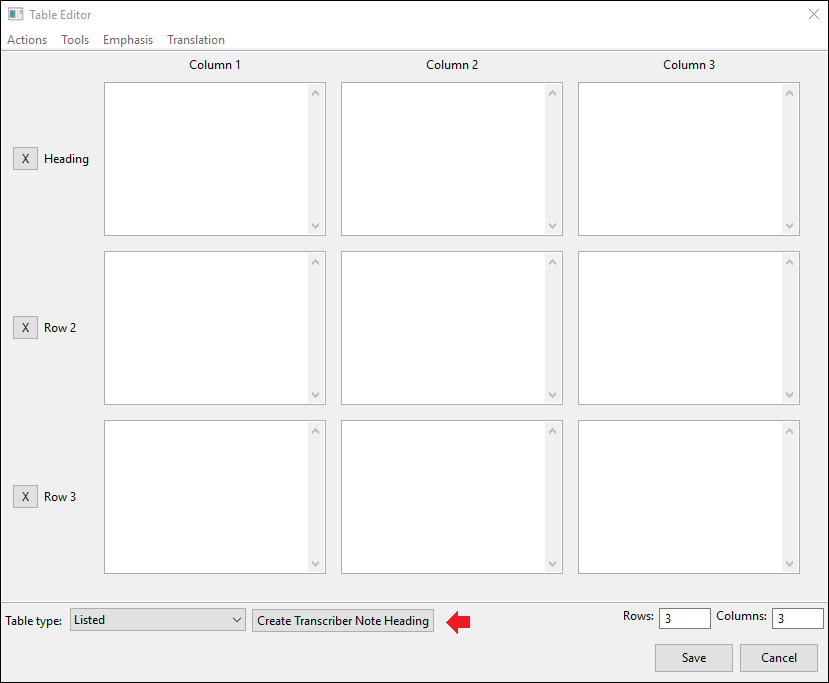 Table Editor
Actions Tools Emphasis Translation
Column 1 Column 2 Column 3
X Heading
X Row 2
X Row 3
Table type: Listed Create Transcriber Note Heading Rows: 3 Columns: 3
Save Cancel